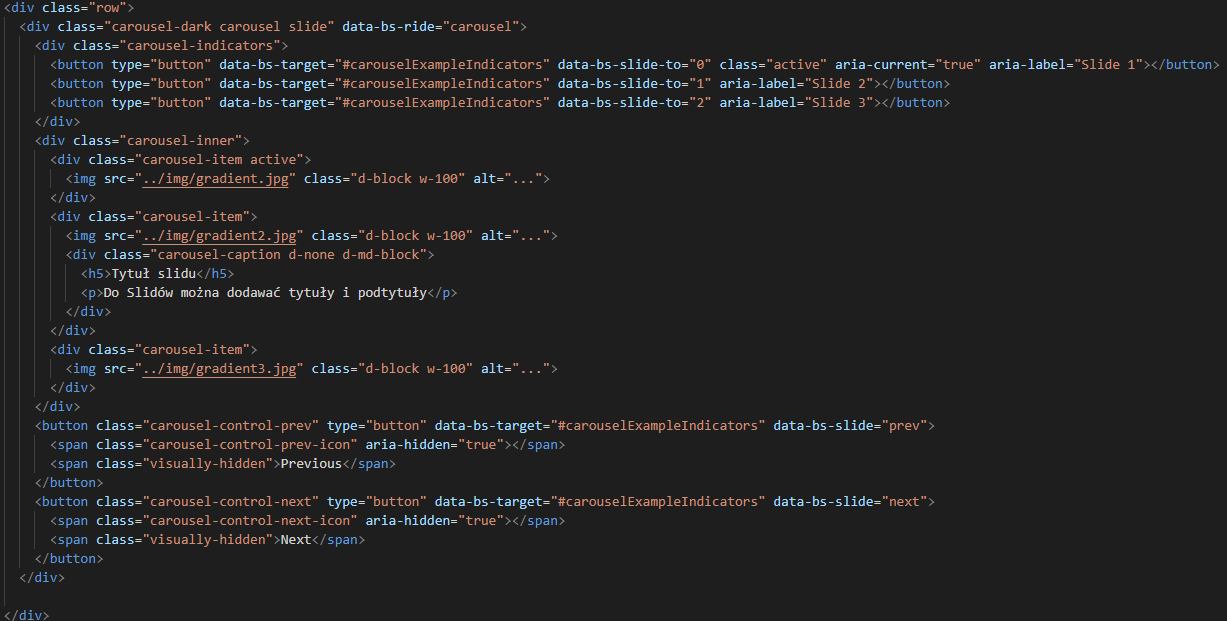 <div class="row">
<div class="carousel-dark carousel slide" data-bs-ride="carousel">
<div class="carousel-indicators">
<button type="button" data-bs-target="#carouselExampleIndicators" data-bs-slide-to="0" class="active" aria-current="true" aria-label="Slide 1"></button>
<button type="button" data-bs-target="#carouselExampleIndicators" data-bs-slide-to="1" aria-label="Slide 2"></button>
<button type="button" data-bs-target="#carouselExampleIndicators" data-bs-slide-to="2" aria-label="Slide 3"></button>
</div>
<div class="carousel-inner">
<div class="carousel-item active">
<img src="../img/gradient.jpg" class="d-block w-100" alt="...">
</div>
<div class="carousel-item">
<img src="../img/gradient2.jpg" class="d-block w-100" alt="...">
<div class="carousel-caption d-none d-md-block">
<h5>Tytuł slidu</h5>
<p>Do Slidów można dodawać tytuły i podtytuły</p>
</div>
</div>
<div class="carousel-item">
<img src="../img/gradient3.jpg" class="d-block w-100" alt="...">
</div>
</div>
<button class="carousel-control-prev" type="button" data-bs-target="#carouselExampleIndicators" data-bs-slide="prev">
<span class="carousel-control-prev-icon" aria-hidden="true"></span>
<span class="visually-hidden">Previous</span>
</button>
<button class="carousel-control-next" type="button" data-bs-target="#carouselExampleIndicators" data-bs-slide="next">
<span class="carousel-control-next-icon" aria-hidden="true"></span>
<span class="visually-hidden">Next</span>
</button>
</div>
</div>